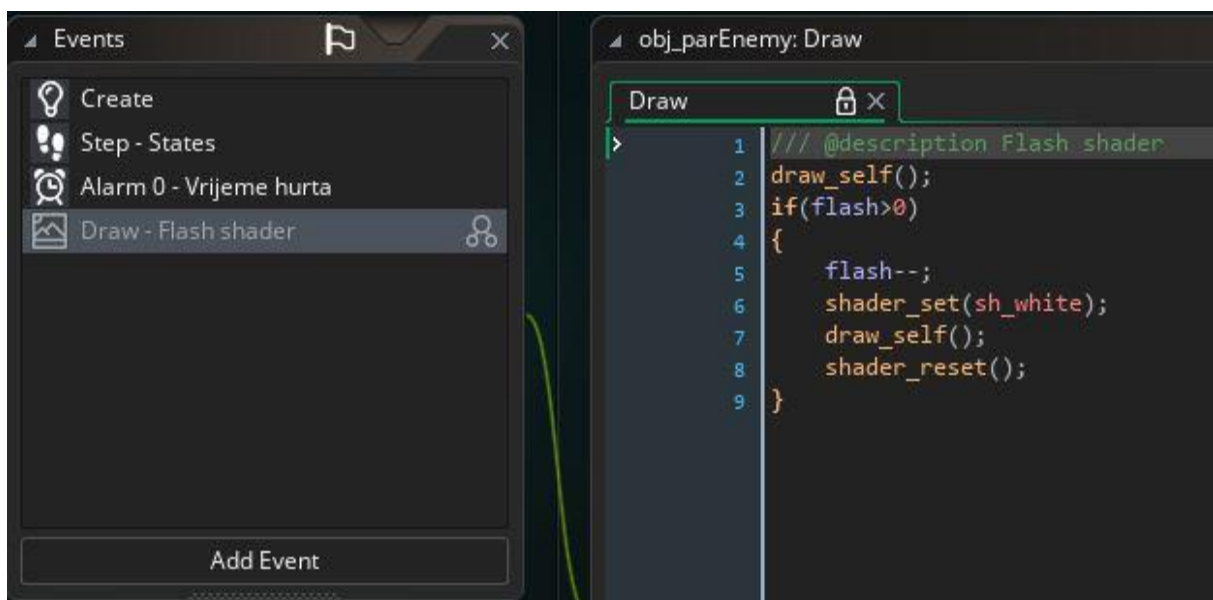 Events
Create
Step - States
Alarm 0 - Vrijeme hurta
Draw - Flash shader
Add Event
obj_parEnemy: Draw
Draw
1 /// @description Flash shader
2 draw_self();
3 if(flash>0)
4 {
5     flash--;
6     shader_set(sh_white);
7     draw_self();
8     shader_reset();
9 }